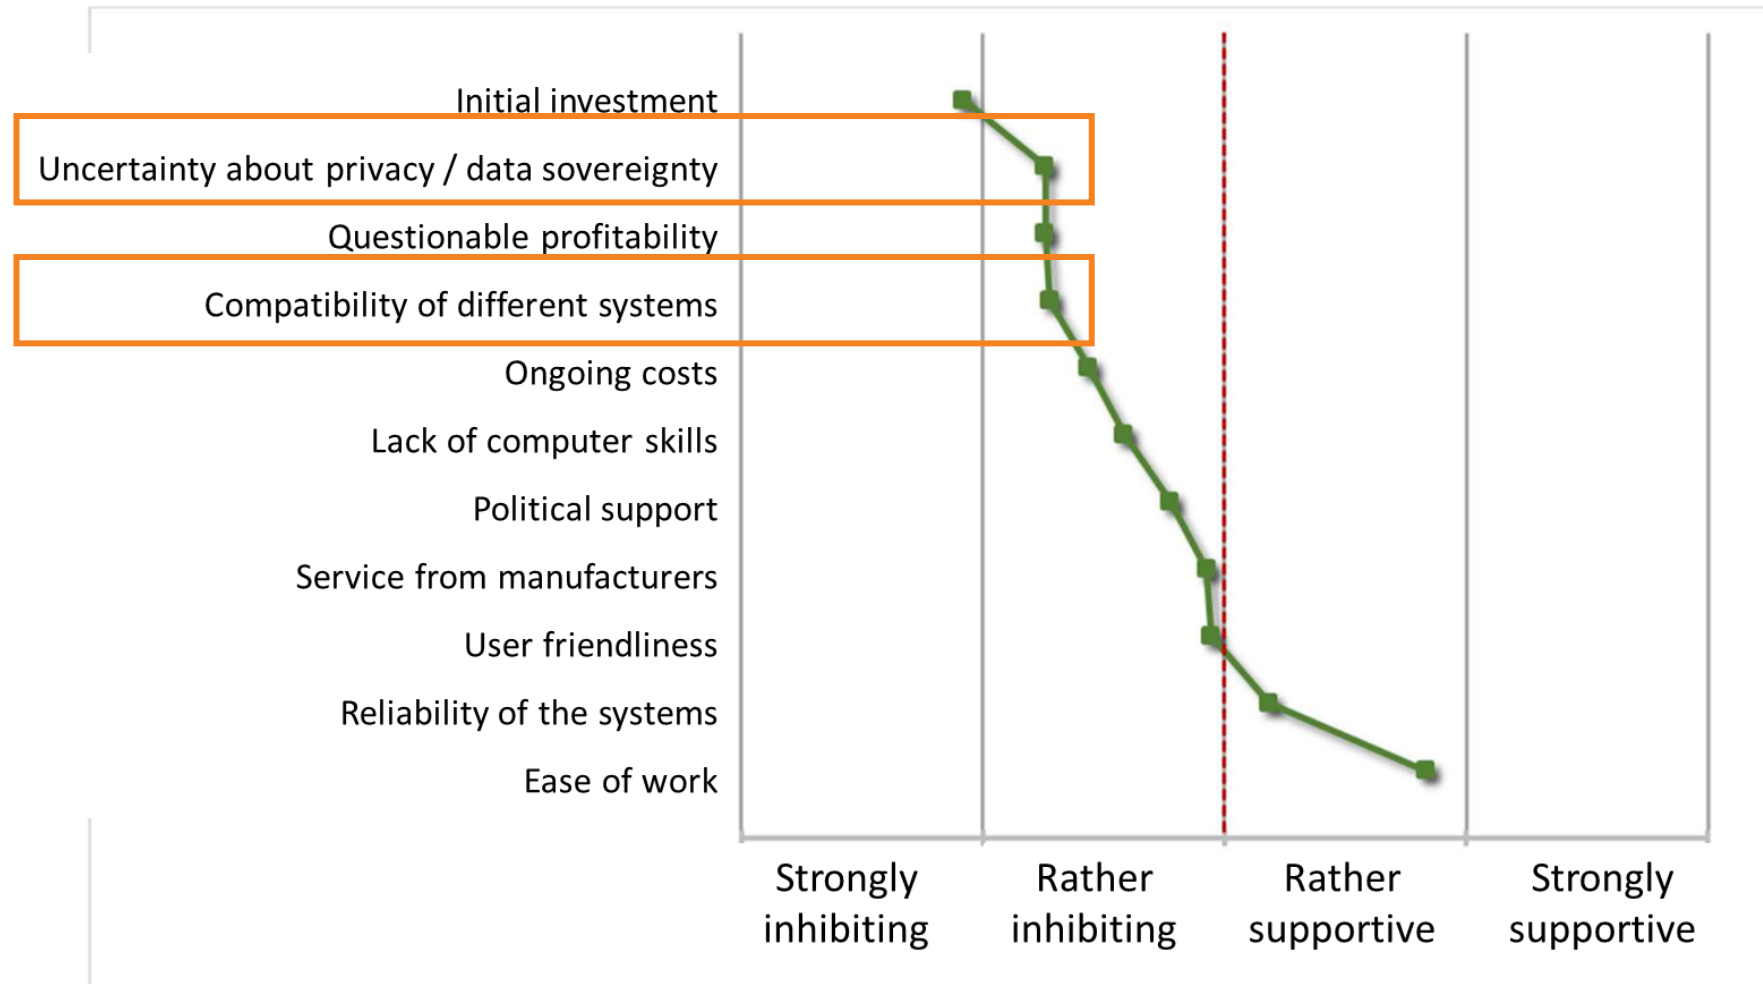 Initial investment
Uncertainty about privacy / data sovereignty
Questionable profitability
Compatibility of different systems
Ongoing costs
Lack of computer skills
Political support
Service from manufacturers
User friendliness
Reliability of the systems
Ease of work
Strongly
inhibiting
Rather
inhibiting
Rather
supportive
Strongly
supportive